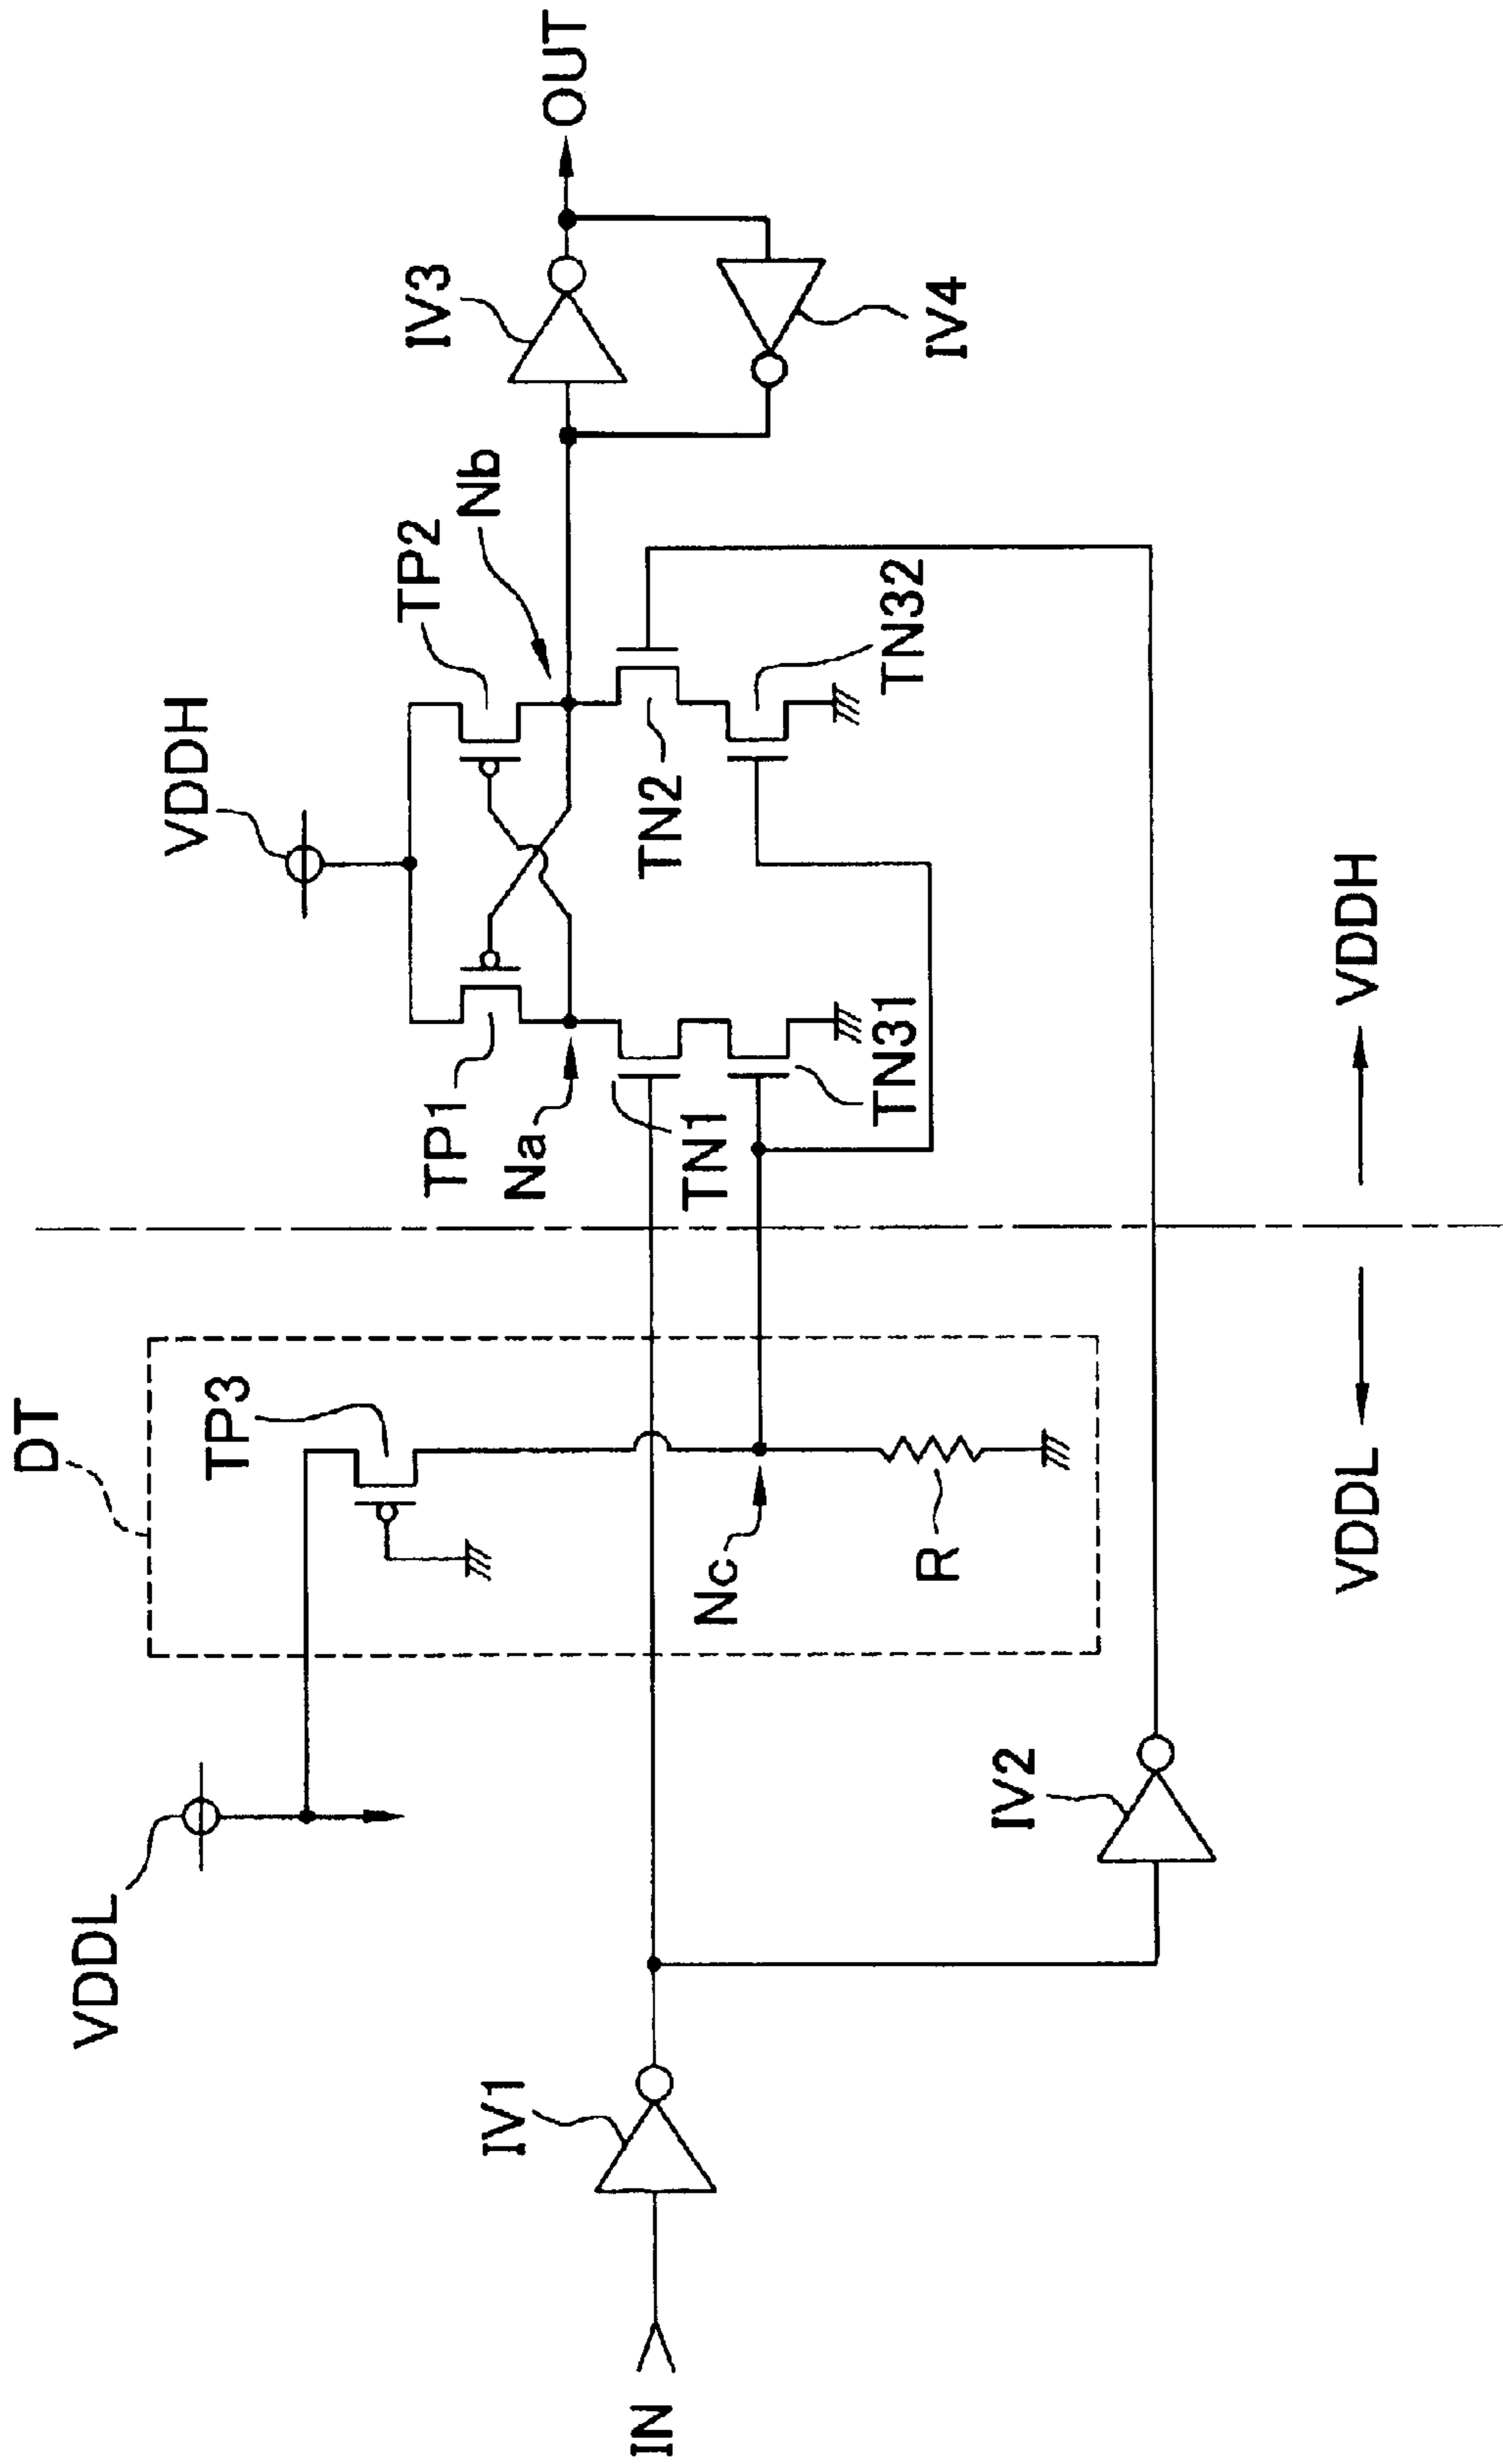 DT
VDDL
TP3
VDDH
TP1
TP2
Na
Nb
IV3
OUT
IV1
IN
Nc
TN1
TN2
TN31
TN32
R
IV2
IV4
VDDL
VDDH